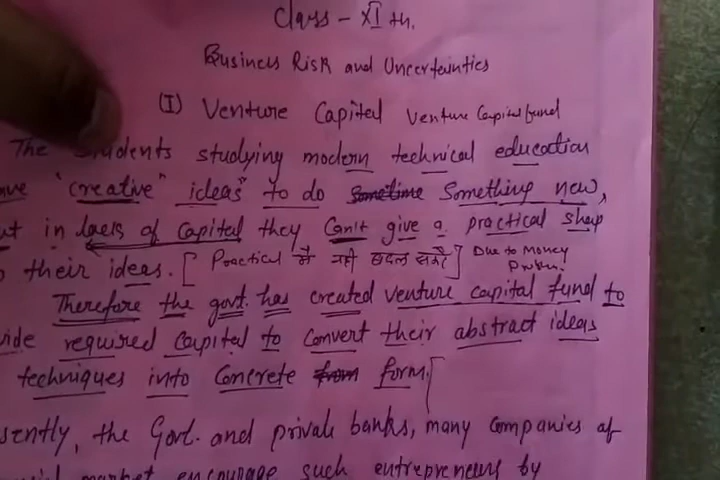 Class - XI th.
Business Risk and Uncertainties
(I) Venture Capital Venture Capital fund
The Students studying modern technical education
"creative" ideas" to do sometime Something new,
in lack of Capital they Can't give a practical shap
their ideas. [Practical में नही बदल सकते] Due to Money
Problem.
Therefore the govt. has created venture capital fund to
required capital to convert their abstract ideas
techniques into Concrete from form.
the Govt. and private banks, many companies of
market encourage such entrepreneurs by